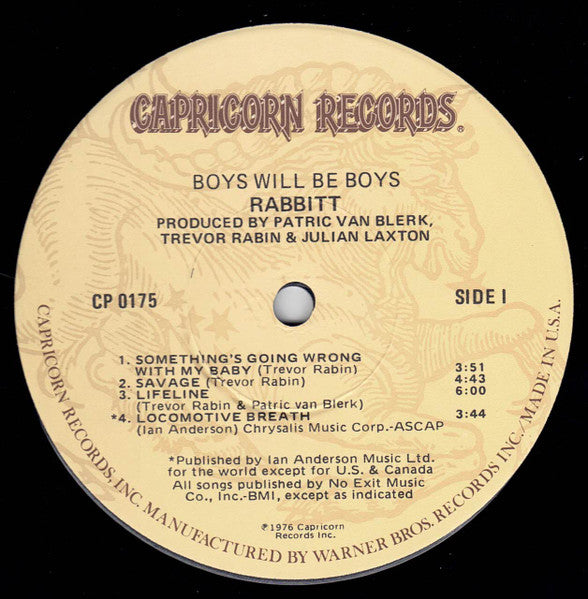 CAPRICORN RECORDS®
BOYS WILL BE BOYS
RABBITT
PRODUCED BY PATRIC VAN BLERK,
TREVOR RABIN & JULIAN LAXTON
CP 0175
SIDE I
1. SOMETHING'S GOING WRONG
WITH MY BABY (Trevor Rabin) 3:51
2. SAVAGE (Trevor Rabin) 4:43
3. LIFELINE 6:00
(Trevor Rabin & Patric van Blerk)
*4. LOCOMOTIVE BREATH 3:44
(Ian Anderson) Chrysalis Music Corp.-ASCAP
*Published by Ian Anderson Music Ltd.
for the world except for U.S. & Canada
All songs published by No Exit Music
Co., Inc.-BMI, except as indicated
℗1976 Capricorn
Records Inc.
CAPRICORN RECORDS, INC. MANUFACTURED BY WARNER BROS. RECORDS INC./MADE IN U.S.A.